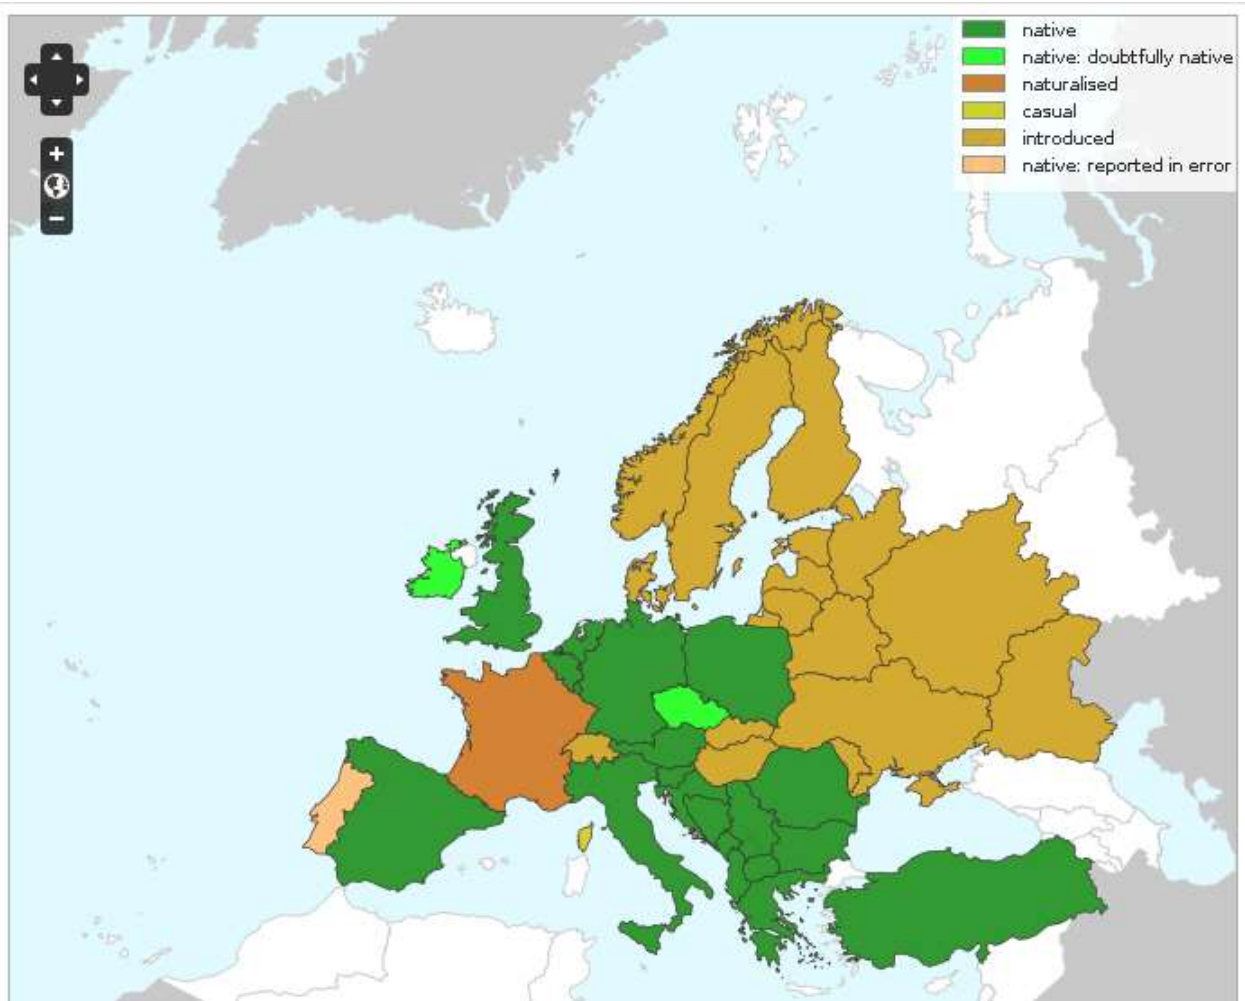 native
native: doubtfully native
naturalised
casual
introduced
native: reported in error